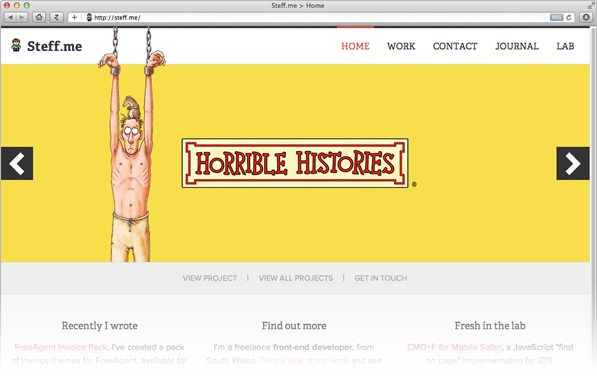 Steff.me > Home
http://steff.me/
RSS
Steff.me
HOME WORK CONTACT JOURNAL LAB
HORRIBLE HISTORIES ®
VIEW PROJECT | VIEW ALL PROJECTS | GET IN TOUCH
Recently I wrote
FreeAgent Invoice Pack, I've created a
pack of invoice themes for FreeAgent, available for
Find out more
I'm a freelance front-end developer, from
South Wales. Take a look at my work and see
Fresh in the lab
CMD+F for Mobile Safari, a JavaScript "find
on page" implementation for iOS.